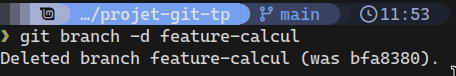 …/projet-git-tp main 11:53
❯ git branch -d feature-calcul
Deleted branch feature-calcul (was bfa8380).